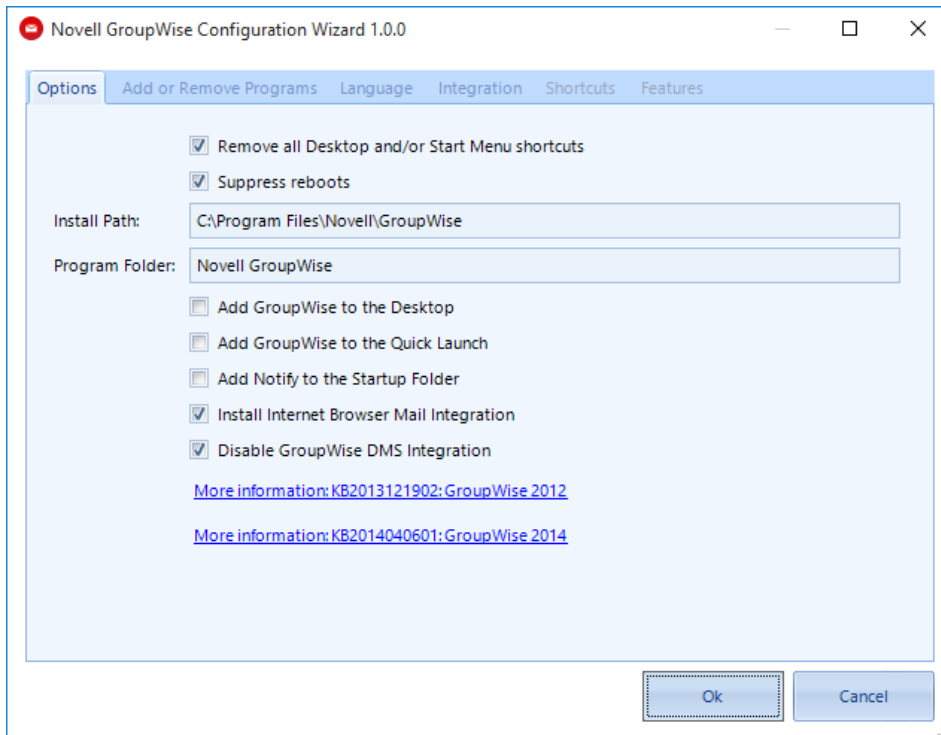 Novell GroupWise Configuration Wizard 1.0.0
Options Add or Remove Programs Language Integration Shortcuts Features
Remove all Desktop and/or Start Menu shortcuts
Suppress reboots
Install Path: C:\Program Files\Novell\GroupWise
Program Folder: Novell GroupWise
Add GroupWise to the Desktop
Add GroupWise to the Quick Launch
Add Notify to the Startup Folder
Install Internet Browser Mail Integration
Disable GroupWise DMS Integration
More information: KB2013121902: GroupWise 2012
More information: KB2014040601: GroupWise 2014
Ok Cancel